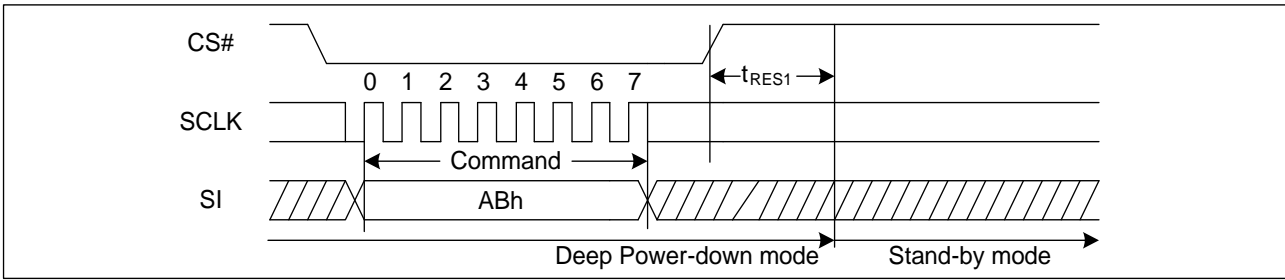 CS#
tRES1
0 1 2 3 4 5 6 7
SCLK
Command
SI
ABh
Deep Power-down mode Stand-by mode